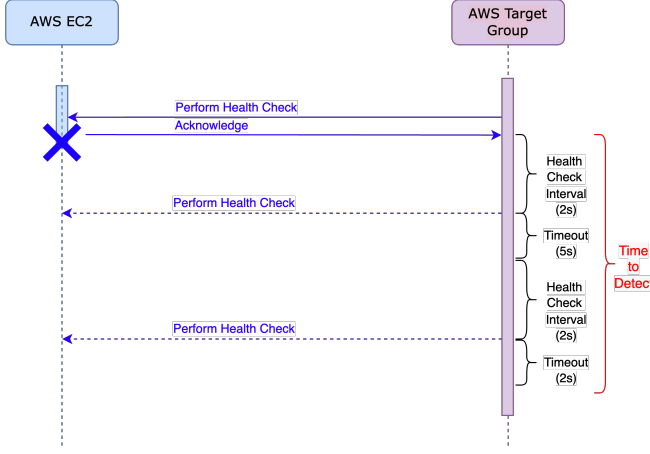 AWS EC2
AWS Target
Group
Perform Health Check
Acknowledge
Health
Check
Interval
(2s)
Perform Health Check
Timeout
(5s)
Time
to
Detect
Health
Check
Interval
(2s)
Perform Health Check
Timeout
(2s)